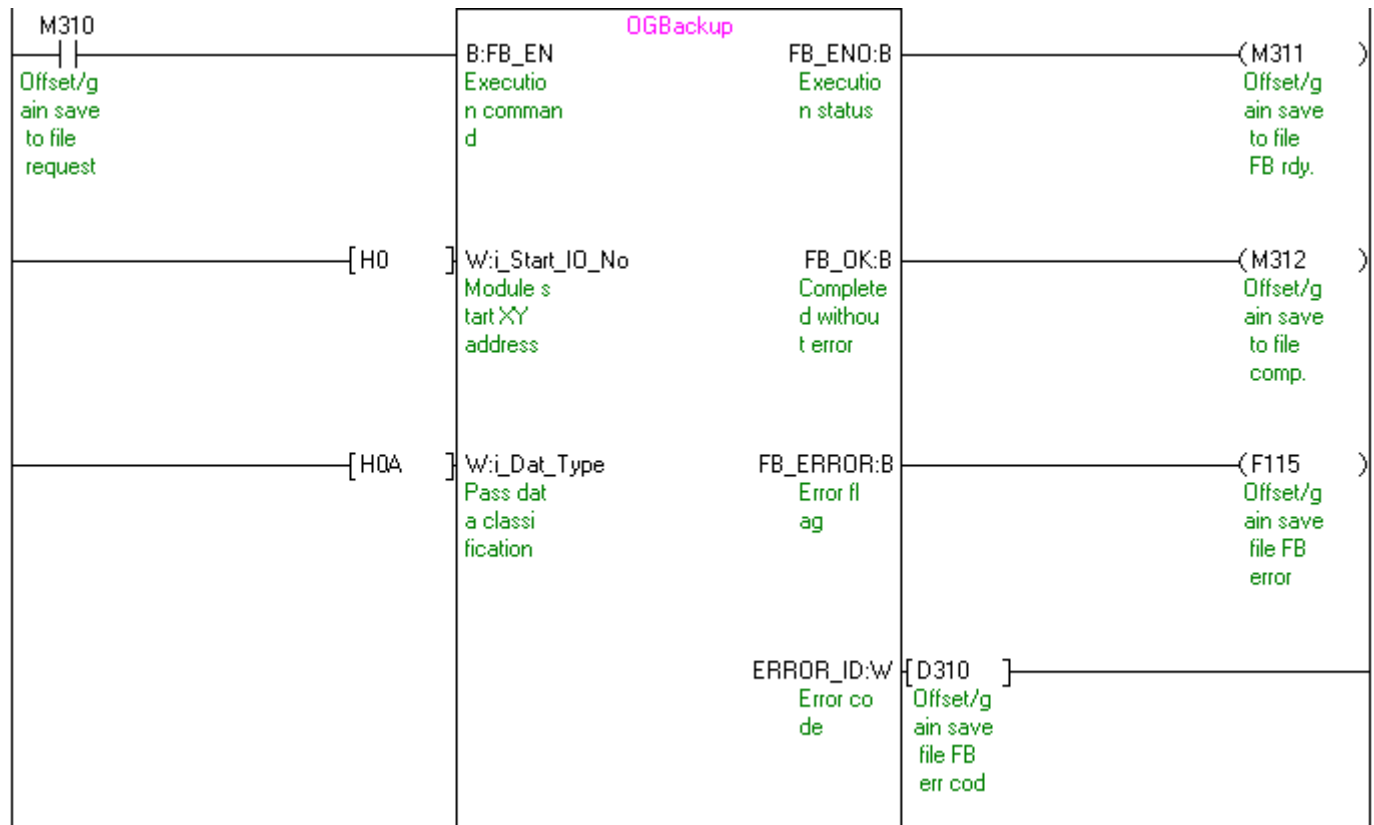 M310
Offset/g
ain save
to file
request
OGBackup
B:FB_EN
Executio
n comman
d
FB_ENO:B
Executio
n status
(M311 )
Offset/g
ain save
to file
FB rdy.
[ H0 ]
W:i_Start_IO_No
Module s
tart XY
address
FB_OK:B
Complete
d withou
t error
(M312 )
Offset/g
ain save
to file
comp.
[ H0A ]
W:i_Dat_Type
Pass dat
a classi
fication
FB_ERROR:B
Error fl
ag
(F115 )
Offset/g
ain save
file FB
error
ERROR_ID:W
Error co
de
[ D310 ]
Offset/g
ain save
file FB
err cod